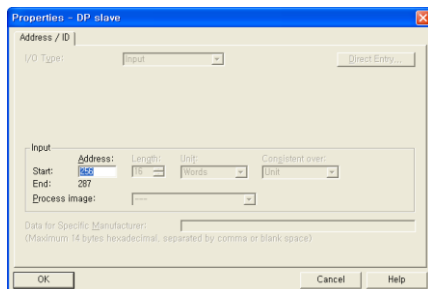 Properties - DP slave
Address / ID
I/O Type: Input Direct Entry...
Input
Address: Length: Unit: Consistent over:
Start: 256 16 Words Unit
End: 287
Process image: ---
Data for Specific Manufacturer:
(Maximum 14 bytes hexadecimal, separated by comma or blank space)
OK Cancel Help